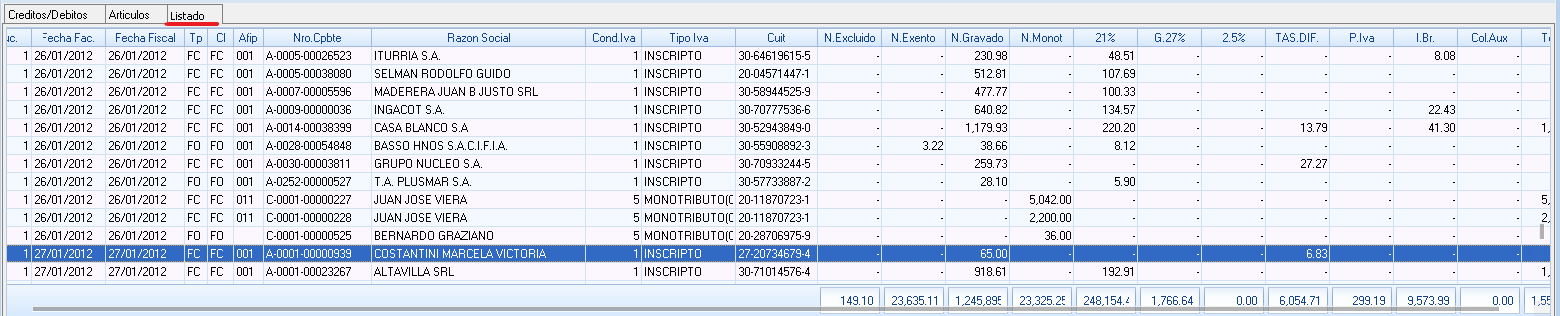 Creditos/Debitos Articulos Listado
uc. Fecha Fac. Fecha Fiscal Tp Cl Afip Nro.Cpbte Razon Social Cond.Iva Tipo Iva Cuit N.Excluido N.Exento N.Gravado N.Monot 21% G.27% 2.5% TAS.DIF. P.Iva I.Br. Col.Aux
1 26/01/2012 26/01/2012 FC FC 001 A-0005-00026523 ITURRIA S.A. 1 INSCRIPTO 30-64619615-5 - - 230.98 - 48.51 - - - - 8.08 -
1 26/01/2012 26/01/2012 FC FC 001 A-0005-00038080 SELMAN RODOLFO GUIDO 1 INSCRIPTO 20-04571447-1 - - 512.81 - 107.69 - - - - - -
1 26/01/2012 26/01/2012 FC FC 001 A-0007-00005596 MADERERA JUAN B JUSTO SRL 1 INSCRIPTO 30-58944525-9 - - 477.77 - 100.33 - - - - - -
1 26/01/2012 26/01/2012 FC FC 001 A-0009-00000036 INGACOT S.A. 1 INSCRIPTO 30-70777536-6 - - 640.82 - 134.57 - - - - 22.43 -
1 26/01/2012 26/01/2012 FC FC 001 A-0014-00038399 CASA BLANCO S.A 1 INSCRIPTO 30-52943849-0 - - 1,179.93 - 220.20 - - 13.79 - 41.30 - 1,
1 26/01/2012 26/01/2012 FO FO 001 A-0028-00054848 BASSO HNOS S.A.C.I.F.I.A. 1 INSCRIPTO 30-55908892-3 - 3.22 38.66 - 8.12 - - - - - -
1 26/01/2012 26/01/2012 FC FC 001 A-0030-00003811 GRUPO NUCLEO S.A. 1 INSCRIPTO 30-70933244-5 - - 259.73 - - - - 27.27 - - -
1 26/01/2012 26/01/2012 FO FO 001 A-0252-00000527 T.A. PLUSMAR S.A. 1 INSCRIPTO 30-57733887-2 - - 28.10 - 5.90 - - - - - -
1 26/01/2012 26/01/2012 FC FC 011 C-0001-00000227 JUAN JOSE VIERA 5 MONOTRIBUTO(C 20-11870723-1 - - - 5,042.00 - - - - - - - 5,
1 26/01/2012 26/01/2012 FC FC 011 C-0001-00000228 JUAN JOSE VIERA 5 MONOTRIBUTO(C 20-11870723-1 - - - 2,200.00 - - - - - - - 2,
1 26/01/2012 26/01/2012 FO FO C-0001-00000525 BERNARDO GRAZIANO 5 MONOTRIBUTO(C 20-28706975-9 - - - 36.00 - - - - - - -
1 27/01/2012 27/01/2012 FC FC 001 A-0001-00000939 COSTANTINI MARCELA VICTORIA 1 INSCRIPTO 27-20734679-4 - - 65.00 - - - - 6.83 - - -
1 27/01/2012 27/01/2012 FC FC 001 A-0001-00023267 ALTAVILLA SRL 1 INSCRIPTO 30-71014576-4 - - 918.61 - 192.91 - - - - - - 1,
149.10 23,635.11 1,245,895 23,325.25 248,154.4 1,766.64 0.00 6,054.71 299.19 9,573.99 0.00 1,55